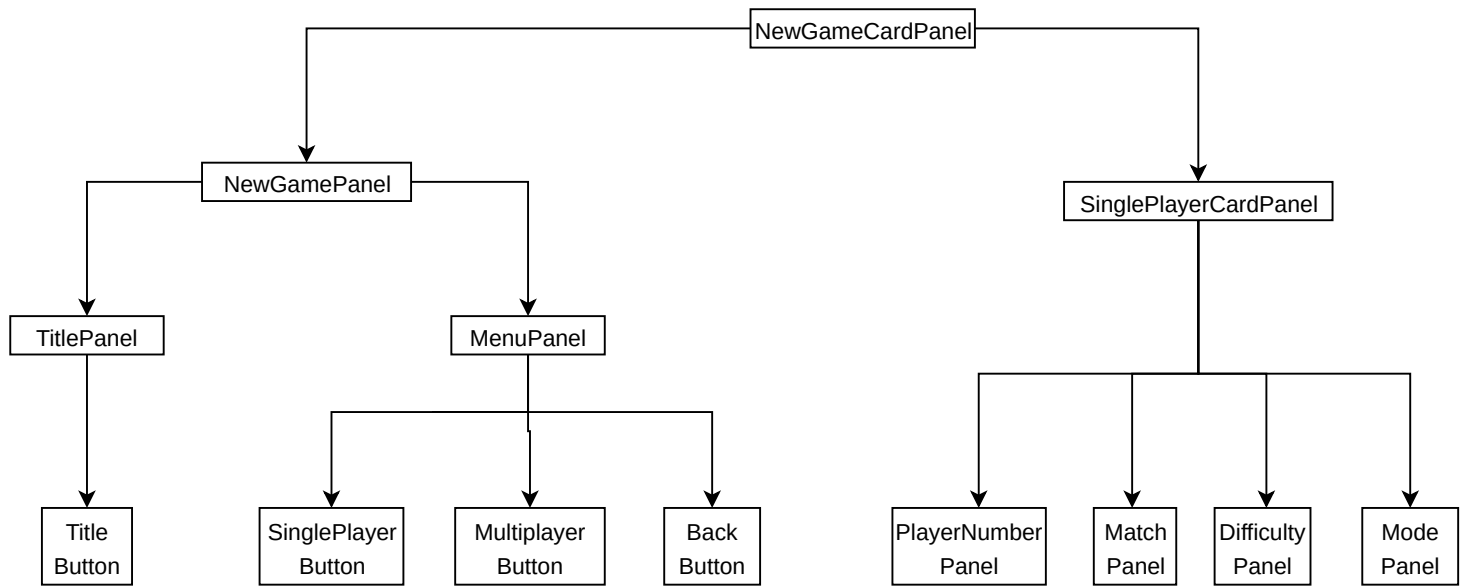 NewGameCardPanel
NewGamePanel
SinglePlayerCardPanel
TitlePanel
MenuPanel
Title
Button
SinglePlayer
Button
Multiplayer
Button
Back
Button
PlayerNumber
Panel
Match
Panel
Difficulty
Panel
Mode
Panel